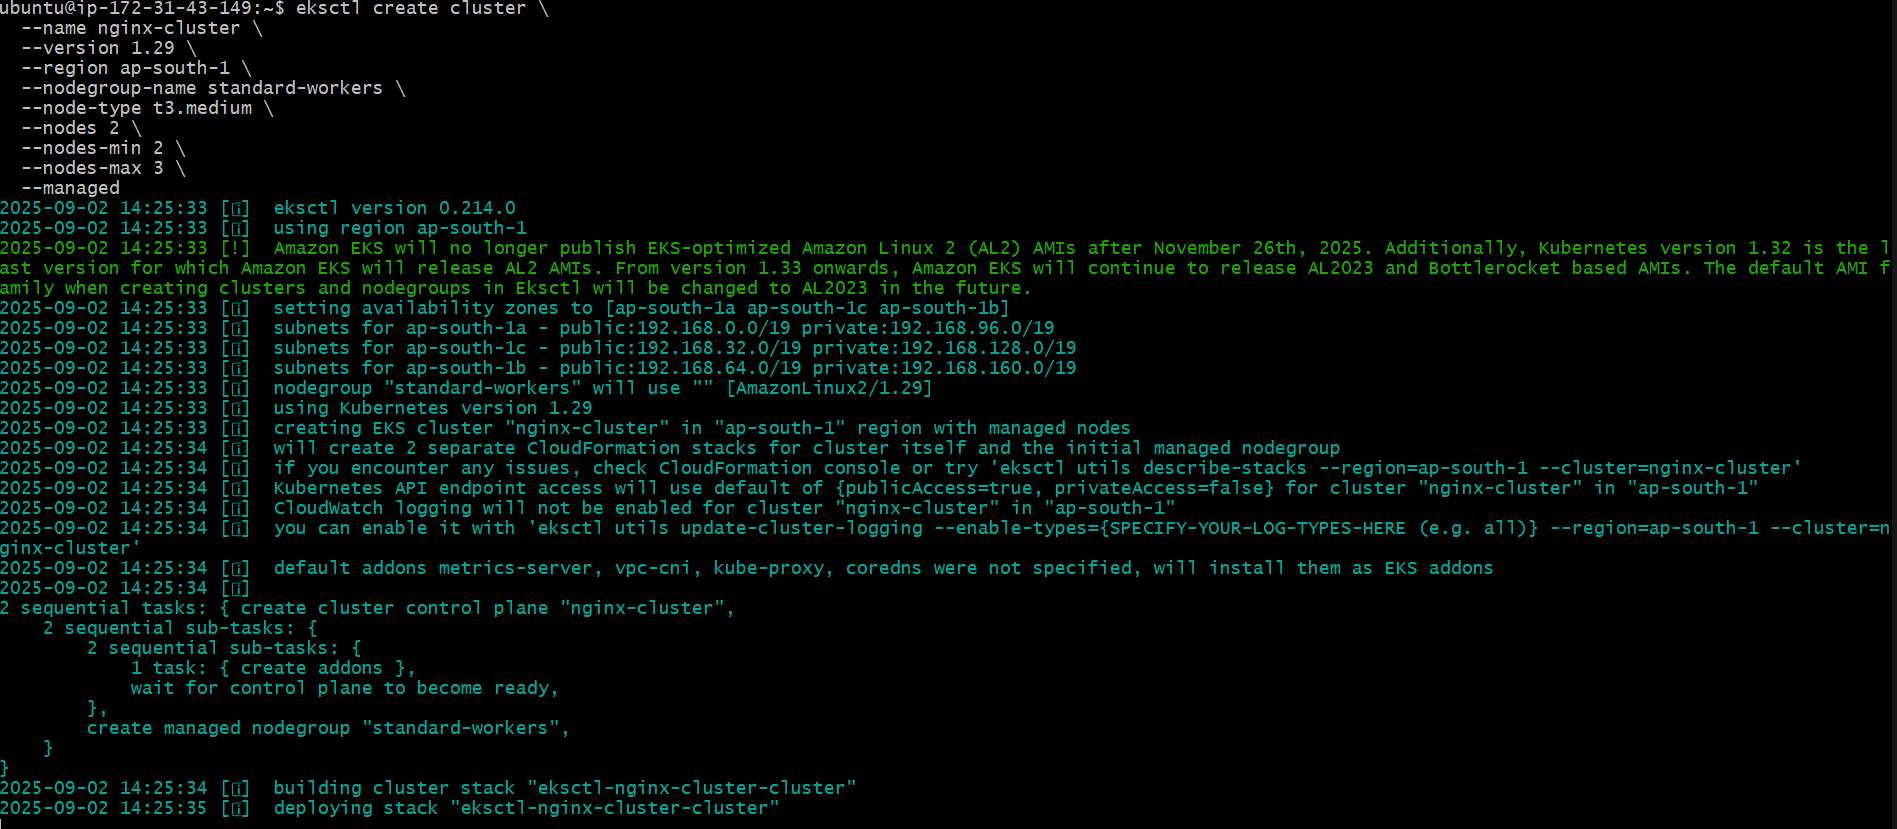 ubuntu@ip-172-31-43-149:~$ eksctl create cluster \
  --name nginx-cluster \
  --version 1.29 \
  --region ap-south-1 \
  --nodegroup-name standard-workers \
  --node-type t3.medium \
  --nodes 2 \
  --nodes-min 2 \
  --nodes-max 3 \
  --managed
2025-09-02 14:25:33 [ℹ]  eksctl version 0.214.0
2025-09-02 14:25:33 [ℹ]  using region ap-south-1
2025-09-02 14:25:33 [!]  Amazon EKS will no longer publish EKS-optimized Amazon Linux 2 (AL2) AMIs after November 26th, 2025. Additionally, Kubernetes version 1.32 is the l
ast version for which Amazon EKS will release AL2 AMIs. From version 1.33 onwards, Amazon EKS will continue to release AL2023 and Bottlerocket based AMIs. The default AMI f
amily when creating clusters and nodegroups in Eksctl will be changed to AL2023 in the future.
2025-09-02 14:25:33 [ℹ]  setting availability zones to [ap-south-1a ap-south-1c ap-south-1b]
2025-09-02 14:25:33 [ℹ]  subnets for ap-south-1a - public:192.168.0.0/19 private:192.168.96.0/19
2025-09-02 14:25:33 [ℹ]  subnets for ap-south-1c - public:192.168.32.0/19 private:192.168.128.0/19
2025-09-02 14:25:33 [ℹ]  subnets for ap-south-1b - public:192.168.64.0/19 private:192.168.160.0/19
2025-09-02 14:25:33 [ℹ]  nodegroup "standard-workers" will use "" [AmazonLinux2/1.29]
2025-09-02 14:25:33 [ℹ]  using Kubernetes version 1.29
2025-09-02 14:25:33 [ℹ]  creating EKS cluster "nginx-cluster" in "ap-south-1" region with managed nodes
2025-09-02 14:25:34 [ℹ]  will create 2 separate CloudFormation stacks for cluster itself and the initial managed nodegroup
2025-09-02 14:25:34 [ℹ]  if you encounter any issues, check CloudFormation console or try 'eksctl utils describe-stacks --region=ap-south-1 --cluster=nginx-cluster'
2025-09-02 14:25:34 [ℹ]  Kubernetes API endpoint access will use default of {publicAccess=true, privateAccess=false} for cluster "nginx-cluster" in "ap-south-1"
2025-09-02 14:25:34 [ℹ]  CloudWatch logging will not be enabled for cluster "nginx-cluster" in "ap-south-1"
2025-09-02 14:25:34 [ℹ]  you can enable it with 'eksctl utils update-cluster-logging --enable-types={SPECIFY-YOUR-LOG-TYPES-HERE (e.g. all)} --region=ap-south-1 --cluster=n
ginx-cluster'
2025-09-02 14:25:34 [ℹ]  default addons metrics-server, vpc-cni, kube-proxy, coredns were not specified, will install them as EKS addons
2025-09-02 14:25:34 [ℹ]
2 sequential tasks: { create cluster control plane "nginx-cluster",
    2 sequential sub-tasks: {
        2 sequential sub-tasks: {
            1 task: { create addons },
            wait for control plane to become ready,
        },
        create managed nodegroup "standard-workers",
    }
}
2025-09-02 14:25:34 [ℹ]  building cluster stack "eksctl-nginx-cluster-cluster"
2025-09-02 14:25:35 [ℹ]  deploying stack "eksctl-nginx-cluster-cluster"